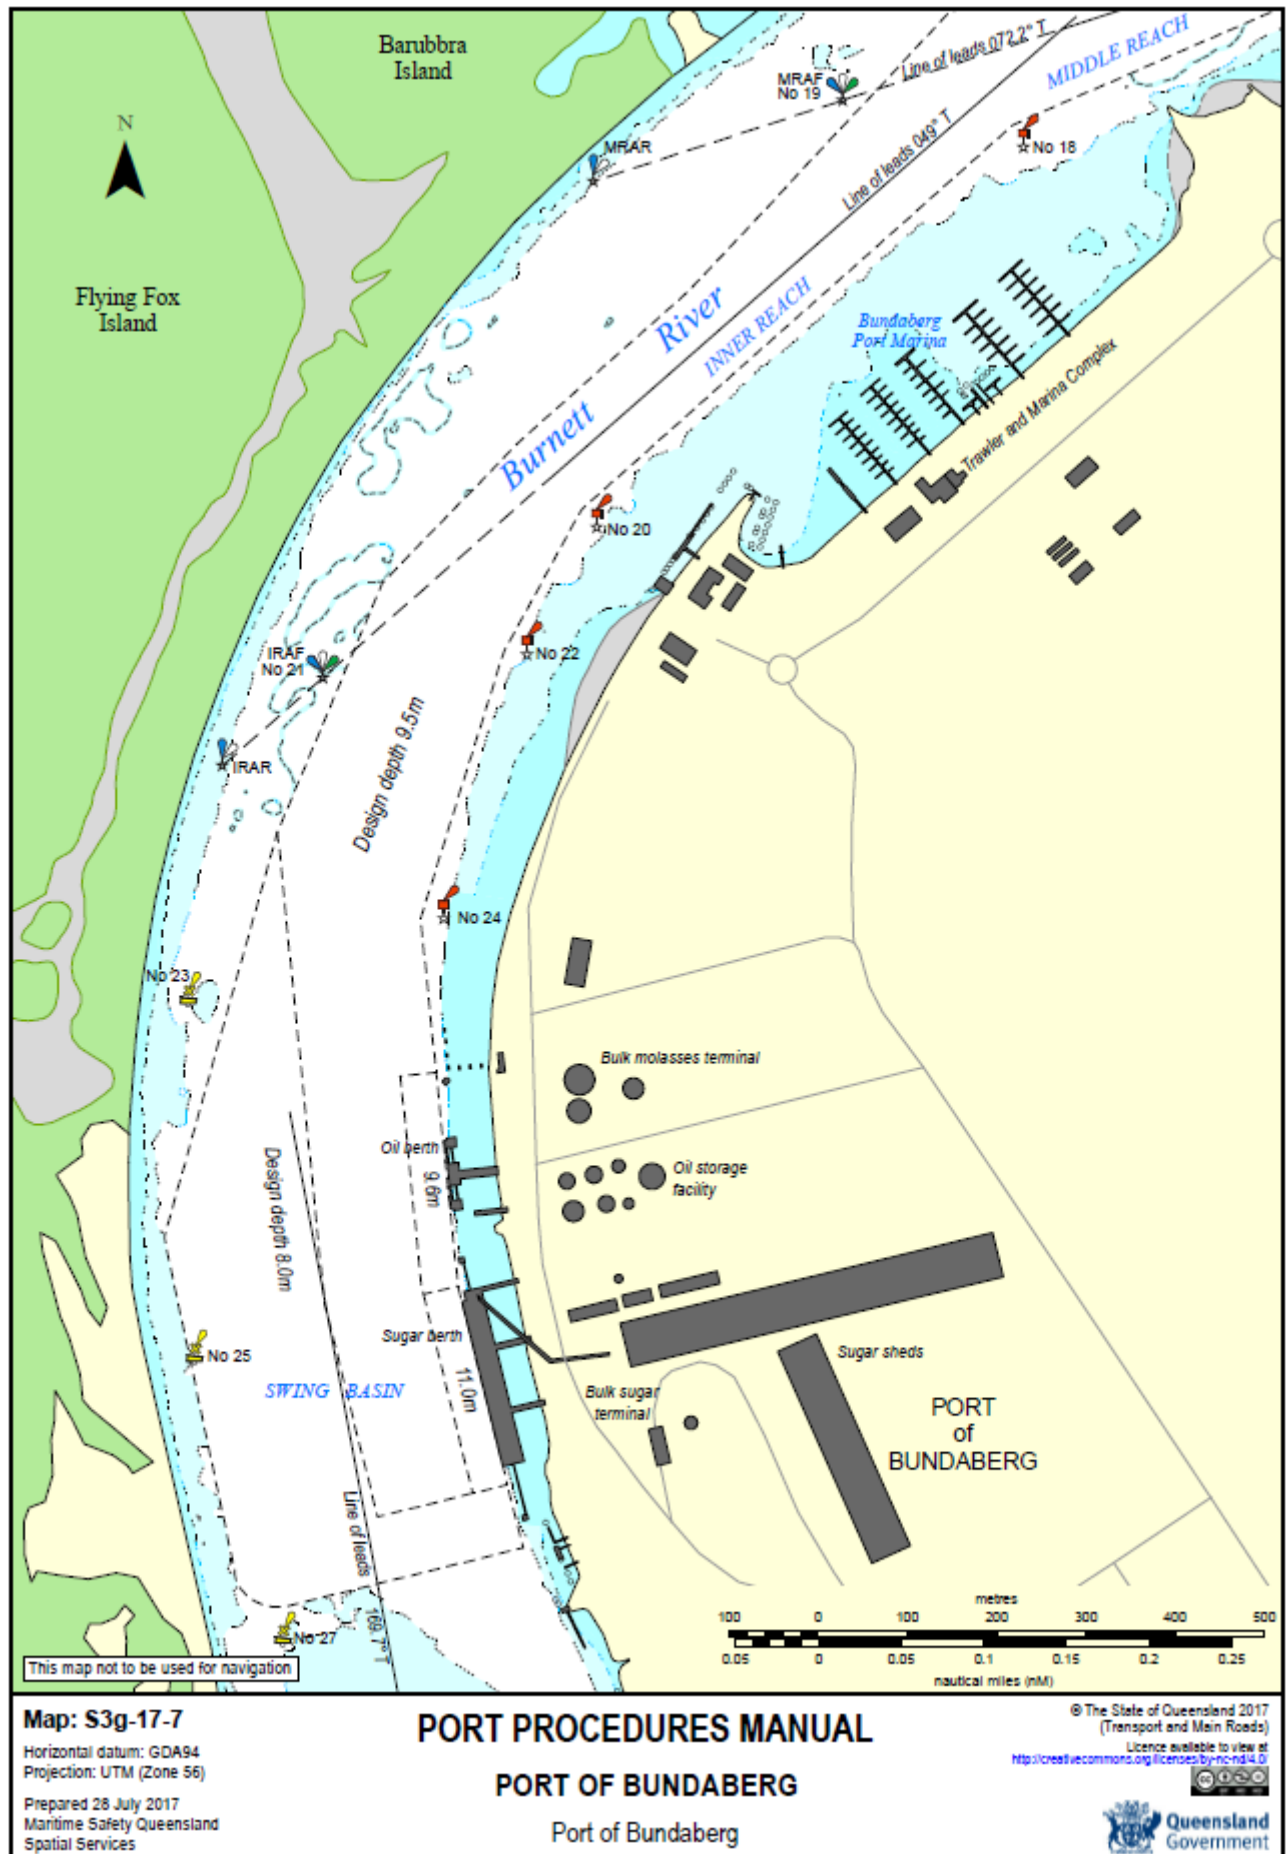 Barubbra
Island
N
Flying Fox
Island
MRAF
No 19
Line of leads 072.2° T
MIDDLE REACH
No 18
MRAR
Line of leads 049° T
Burnett River
INNER REACH
Bundaberg
Port Marina
Trawler and Marina Complex
No 20
No 22
IRAF
No 21
IRAR
Design depth 9.5m
No 24
No 23
Bulk molasses terminal
Oil berth
9.6m
Oil storage
facility
Design depth 8.0m
Sugar berth
11.0m
Sugar sheds
No 25
SWING BASIN
Bulk sugar
terminal
PORT
of
BUNDABERG
Line of leads
169.7° T
No 27
This map not to be used for navigation
metres
100 0 100 200 300 400 500
0.05 0 0.05 0.1 0.15 0.2 0.25
nautical miles (nM)
Map: S3g-17-7
Horizontal datum: GDA94
Projection: UTM (Zone 56)
Prepared 28 July 2017
Maritime Safety Queensland
Spatial Services
PORT PROCEDURES MANUAL
PORT OF BUNDABERG
Port of Bundaberg
© The State of Queensland 2017
(Transport and Main Roads)
Licence available to view at
http://creativecommons.org/licenses/by-nc-nd/4.0/
cc
Queensland
Government